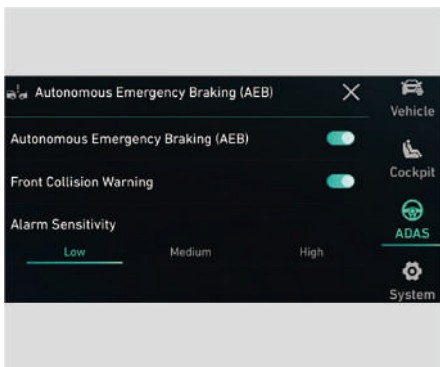 Autonomous Emergency Braking (AEB)
Autonomous Emergency Braking (AEB)
Front Collision Warning
Alarm Sensitivity
Low Medium High
Vehicle
Cockpit
ADAS
System